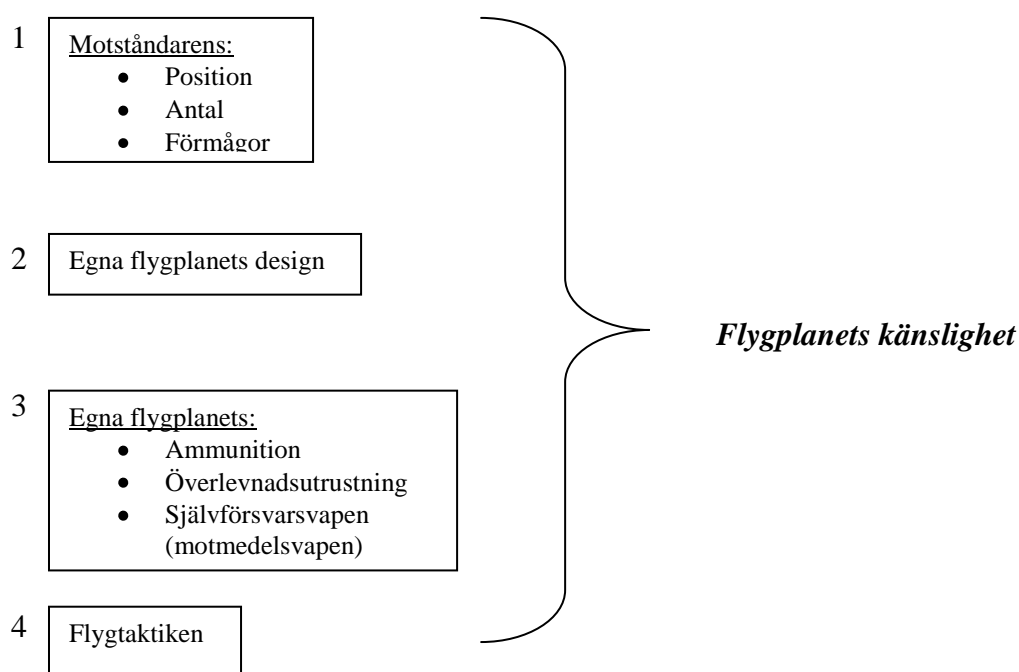 1
Motståndarens:
• Position
• Antal
• Förmågor
2
Egna flygplanets design
Flygplanets känslighet
3
Egna flygplanets:
• Ammunition
• Överlevnadsutrustning
• Självförsvarsvapen
(motmedelsvapen)
4
Flygtaktiken